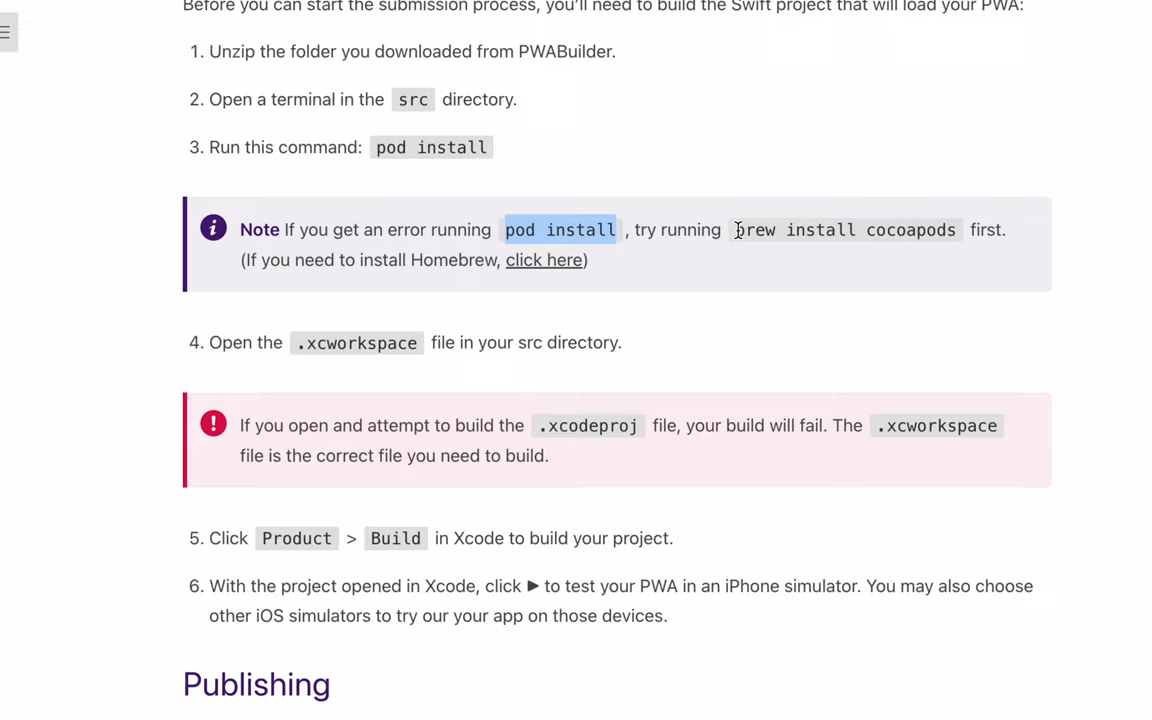 Before you can start the submission process, you'll need to build the Swift project that will load your PWA:
1. Unzip the folder you downloaded from PWABuilder.
2. Open a terminal in the src directory.
3. Run this command: pod install
Note If you get an error running pod install , try running brew install cocoapods first.
(If you need to install Homebrew, click here)
4. Open the .xcworkspace file in your src directory.
If you open and attempt to build the .xcodeproj file, your build will fail. The .xcworkspace
file is the correct file you need to build.
5. Click Product > Build in Xcode to build your project.
6. With the project opened in Xcode, click ▶ to test your PWA in an iPhone simulator. You may also choose
other iOS simulators to try our your app on those devices.
Publishing